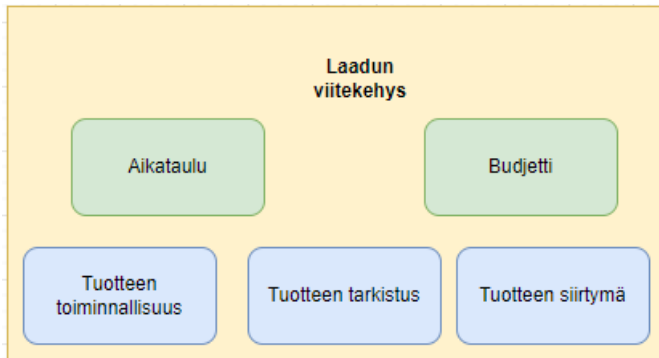 Laadun
viitekehys
Aikataulu
Budjetti
Tuotteen
toiminnallisuus
Tuotteen tarkistus
Tuotteen siirtymä